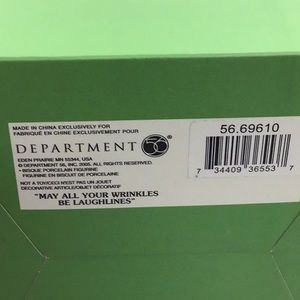 MADE IN CHINA EXCLUSIVELY FOR
FABRIQUÉ EN CHINE EXCLUSIVEMENT POUR
DEPARTMENT 56®
EDEN PRAIRIE MN 55344, USA
© DEPARTMENT 56, INC. 2005. ALL RIGHTS RESERVED.
• BISQUE PORCELAIN FIGURINE
FIGURINE EN BISCUIT DE PORCELAINE
NOT A TOY/CECI N'EST PAS UN JOUET
DECORATIVE ARTICLE/OBJET DÉCORATIF
"MAY ALL YOUR WRINKLES
BE LAUGHLINES"
56.69610
7 34409 36553 7